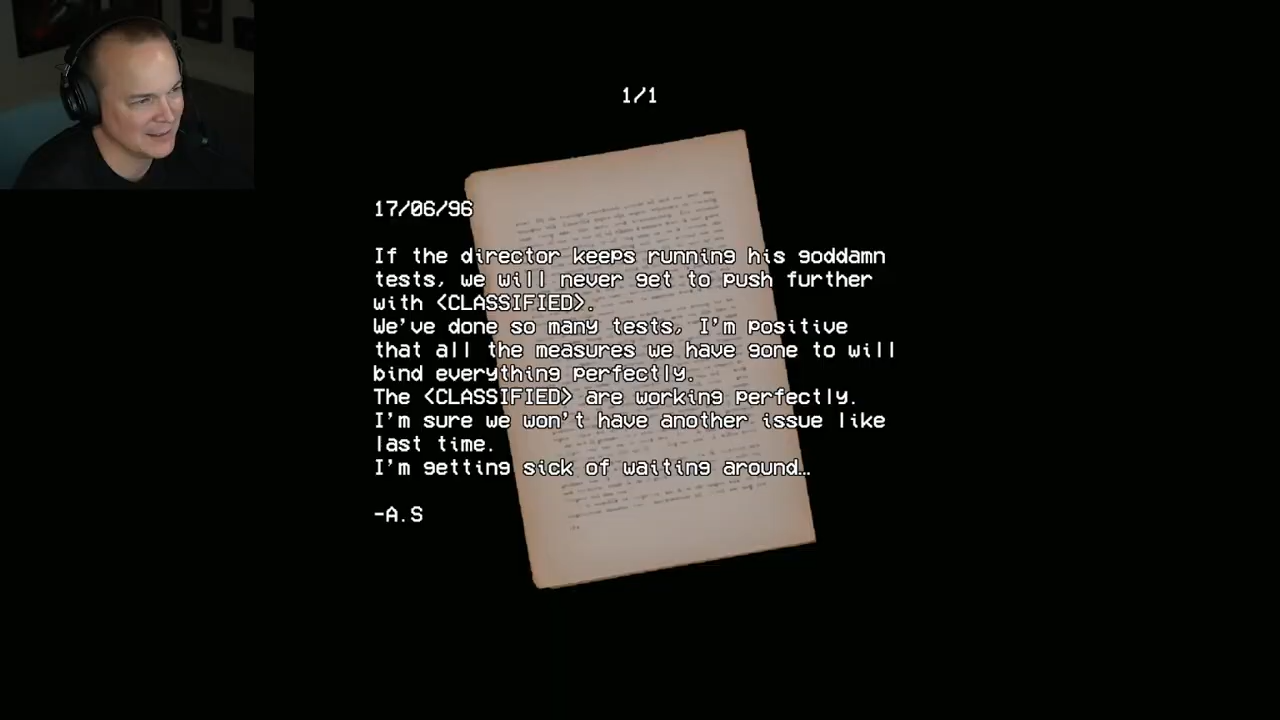 1/1
17/06/96
If the director keeps running his goddamn
tests, we will never get to push further
with <CLASSIFIED>.
We've done so many tests, I'm positive
that all the measures we have gone to will
bind everything perfectly.
The <CLASSIFIED> are working perfectly.
I'm sure we won't have another issue like
last time.
I'm getting sick of waiting around…
-A.S